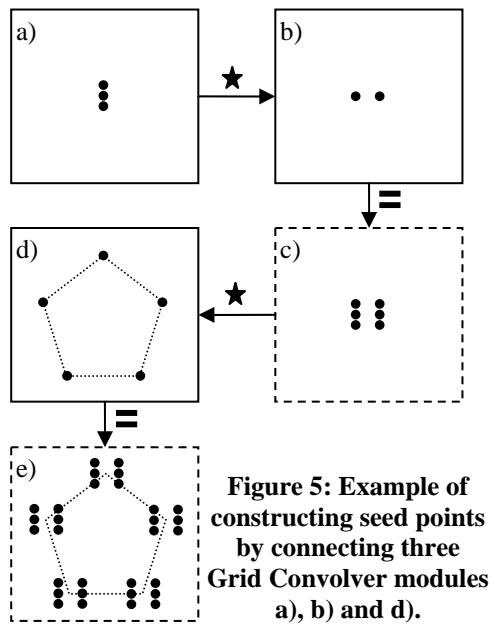 a)
b)
=
d)
c)
=
e)
Figure 5: Example of
constructing seed points
by connecting three
Grid Convolver modules
a), b) and d).